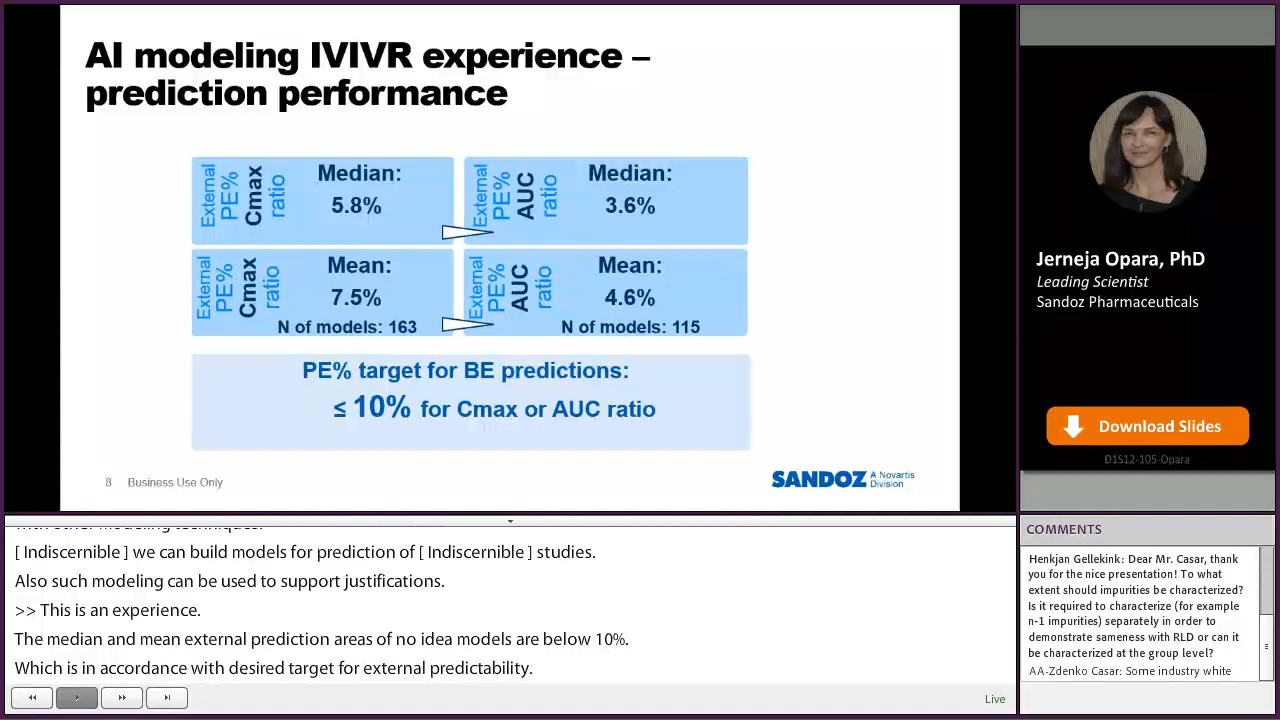 AI modeling IVIVR experience –
prediction performance
External
PE%
Cmax
ratio
Median:
5.8%
External
PE%
AUC
ratio
Median:
3.6%
External
PE%
Cmax
ratio
Mean:
7.5%
N of models: 163
External
PE%
AUC
ratio
Mean:
4.6%
N of models: 115
PE% target for BE predictions:
≤ 10% for Cmax or AUC ratio
8 Business Use Only
SANDOZ A Novartis
Division
Jerneja Opara, PhD
Leading Scientist
Sandoz Pharmaceuticals
Download Slides
D1S12-105-Opara
with other modeling techniques.
[ Indiscernible ] we can build models for prediction of [ Indiscernible ] studies.
Also such modeling can be used to support justifications.
>> This is an experience.
The median and mean external prediction areas of no idea models are below 10%.
Which is in accordance with desired target for external predictability.
Live
COMMENTS
Henkjan Gellekink: Dear Mr. Casar, thank
you for the nice presentation! To what
extent should impurities be characterized?
Is it required to characterize (for example
n-1 impurities) separately in order to
demonstrate sameness with RLD or can it
be characterized at the group level?
AA-Zdenko Casar: Some industry white